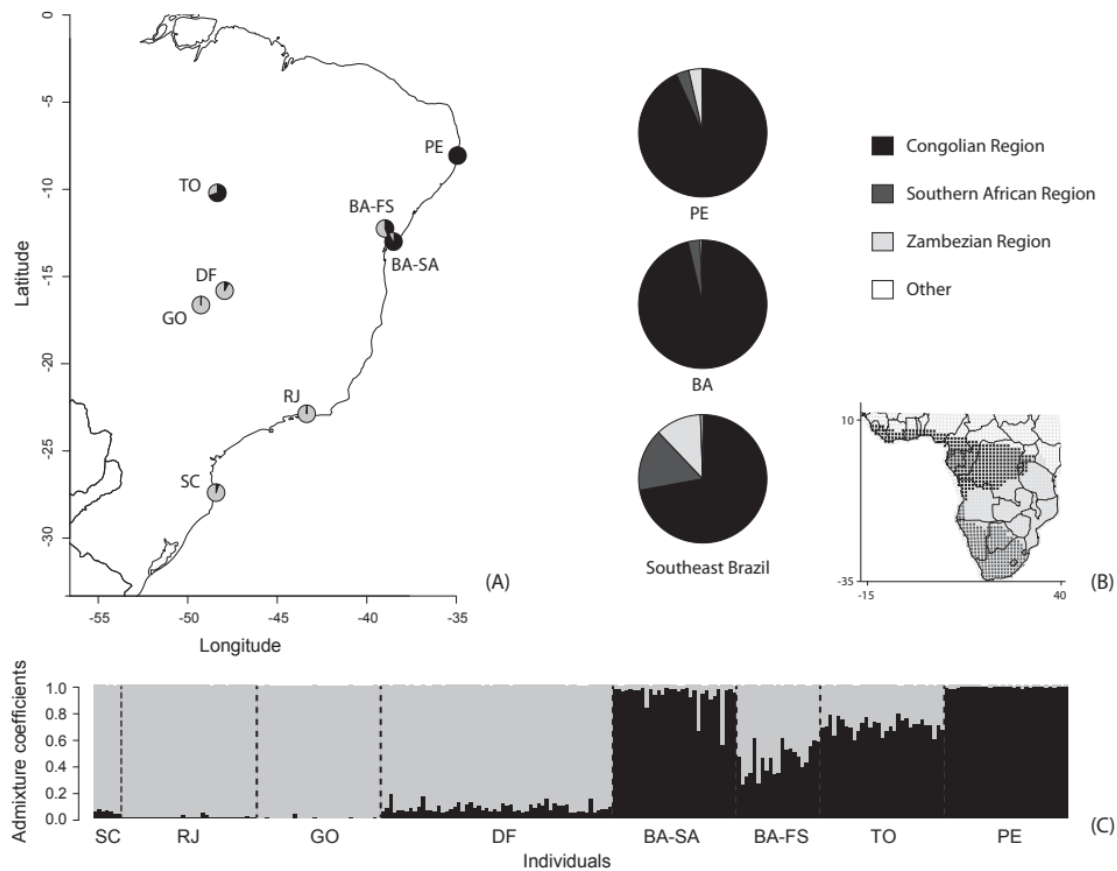 0
-5
-10
-15
-20
-25
-30
Latitude
-55
-50
-45
-40
-35
Longitude
PE
TO
BA-FS
BA-SA
DF
GO
RJ
SC
(A)
PE
BA
Southeast Brazil
Congolian Region
Southern African Region
Zambezian Region
Other
10
-35
-15
40
(B)
Admixture coefficients
1.0
0.8
0.6
0.4
0.2
0.0
SC RJ GO DF BA-SA BA-FS TO PE
Individuals
(C)